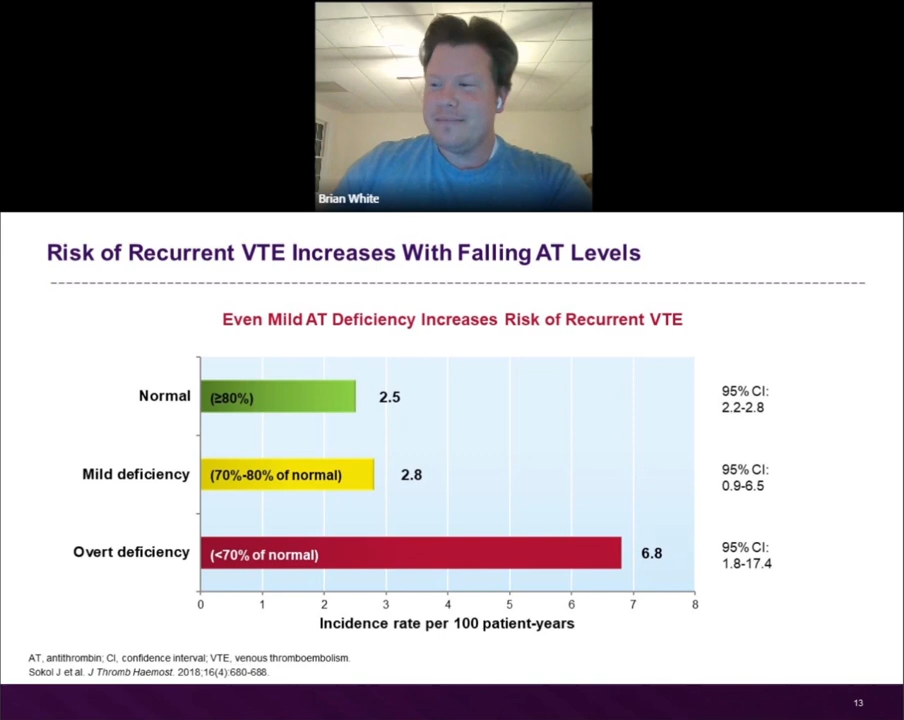 Brian White
Risk of Recurrent VTE Increases With Falling AT Levels
Even Mild AT Deficiency Increases Risk of Recurrent VTE
Normal
(≥80%)
2.5
95% CI:
2.2-2.8
Mild deficiency
(70%-80% of normal)
2.8
95% CI:
0.9-6.5
Overt deficiency
(<70% of normal)
6.8
95% CI:
1.8-17.4
0 1 2 3 4 5 6 7 8
Incidence rate per 100 patient-years
AT, antithrombin; CI, confidence interval; VTE, venous thromboembolism.
Sokol J et al. J Thromb Haemost. 2018;16(4):680-688.
13